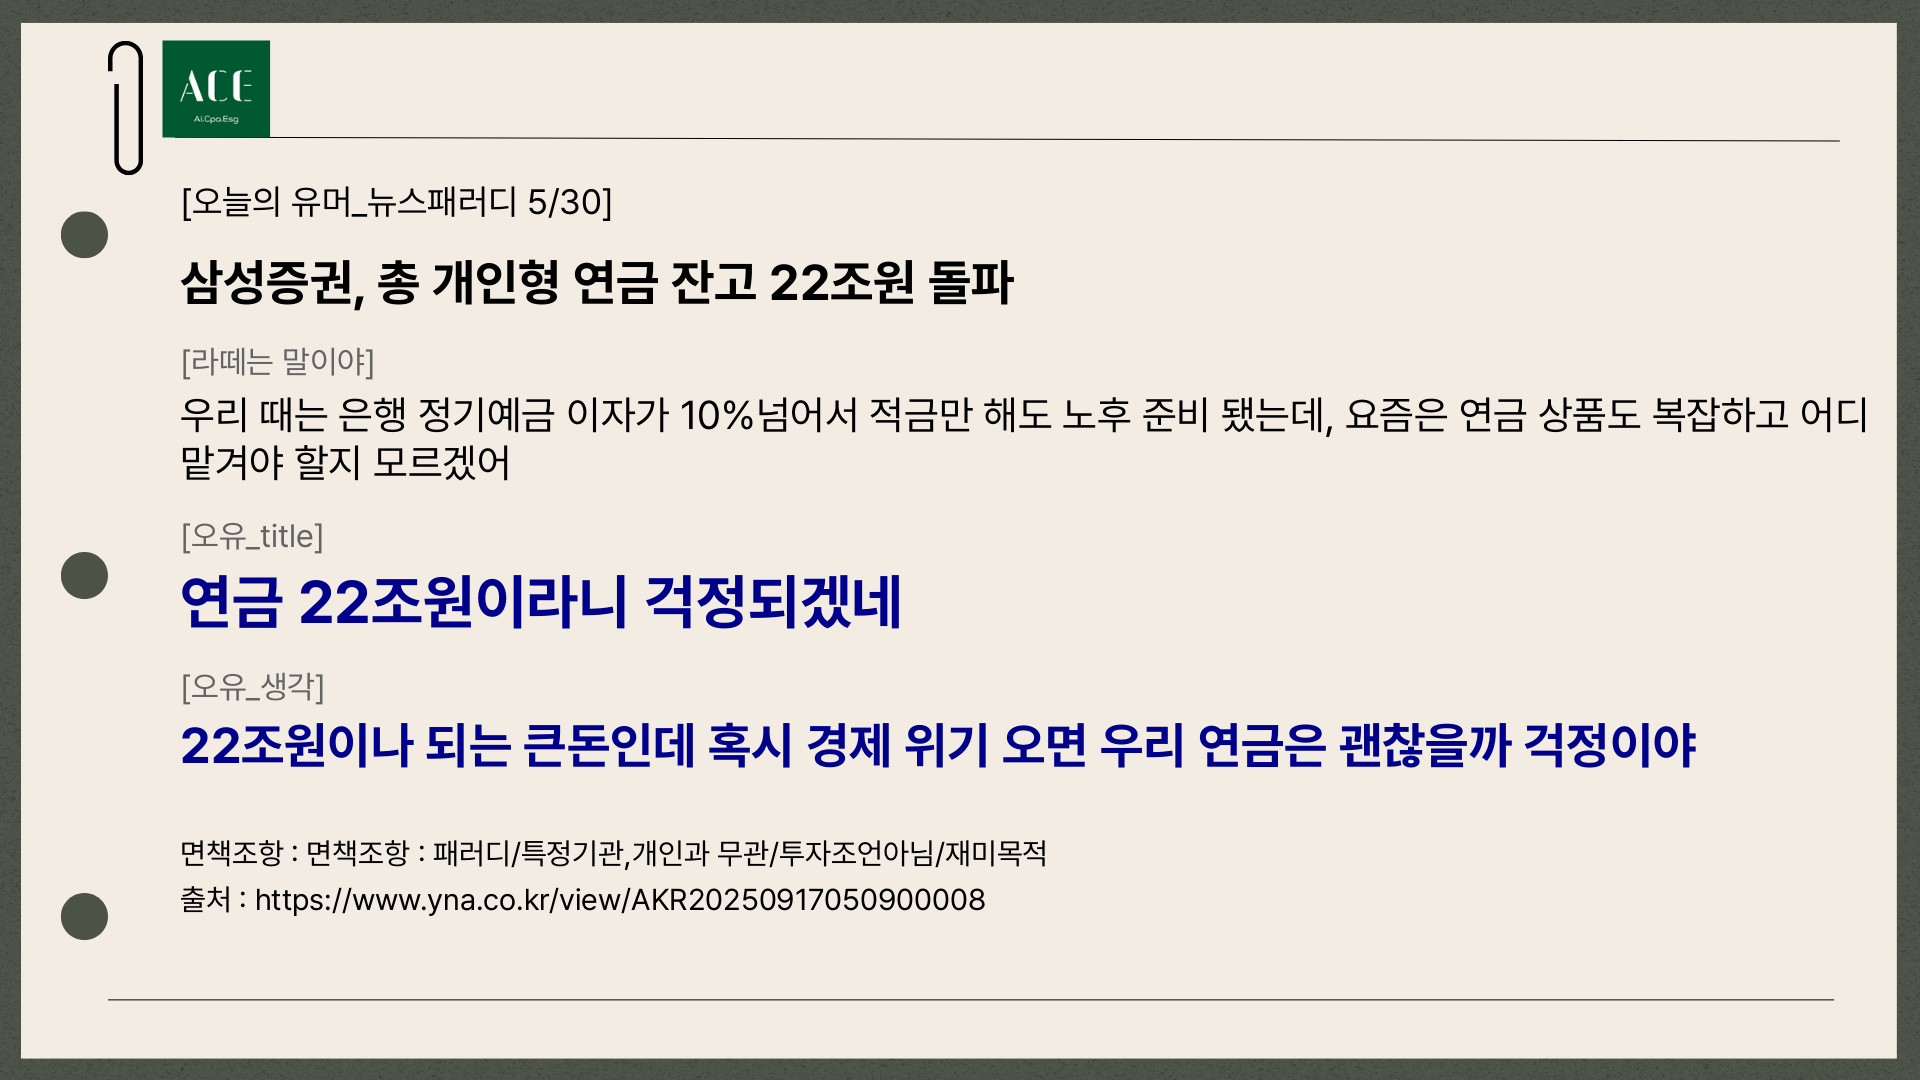 ACE
Ai.Cpa.Esg
[오늘의 유머_뉴스패러디 5/30]
삼성증권, 총 개인형 연금 잔고 22조원 돌파
[라떼는 말이야]
우리 때는 은행 정기예금 이자가 10%넘어서 적금만 해도 노후 준비 됐는데, 요즘은 연금 상품도 복잡하고 어디
맡겨야 할지 모르겠어
[오유_title]
연금 22조원이라니 걱정되겠네
[오유_생각]
22조원이나 되는 큰돈인데 혹시 경제 위기 오면 우리 연금은 괜찮을까 걱정이야
면책조항 : 면책조항 : 패러디/특정기관,개인과 무관/투자조언아님/재미목적
출처 : https://www.yna.co.kr/view/AKR20250917050900008